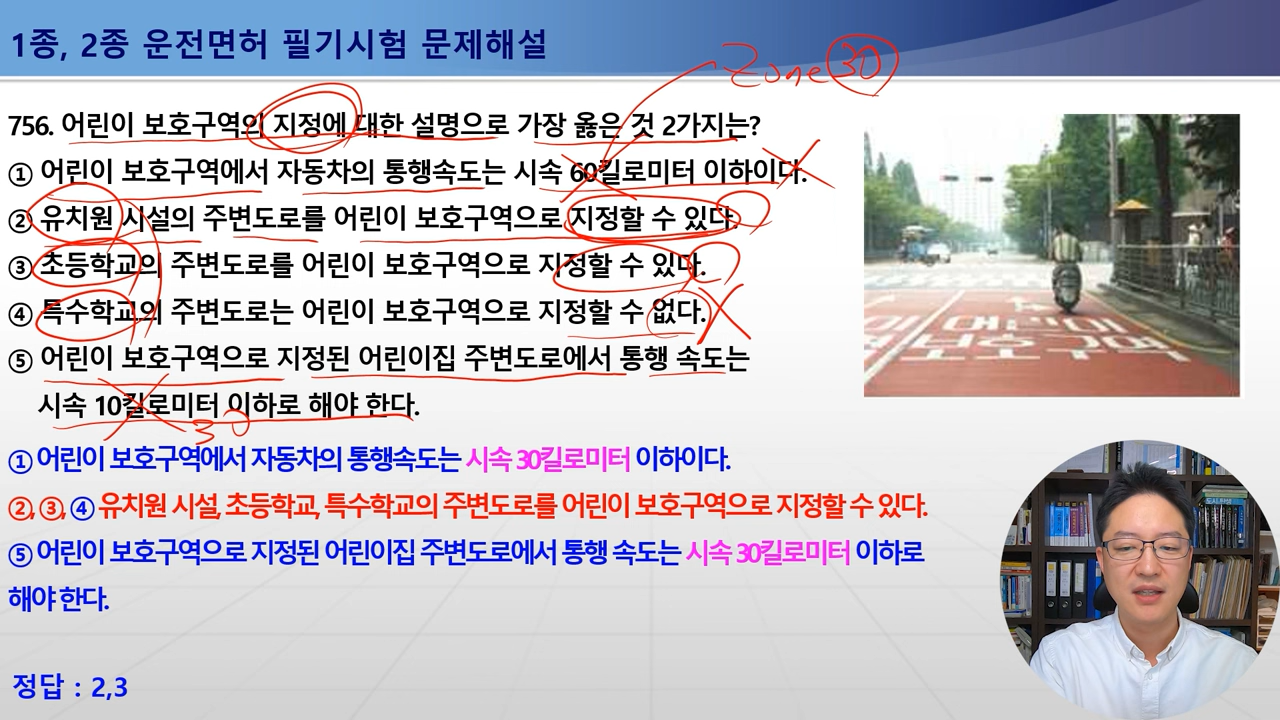 1종, 2종 운전면허 필기시험 문제해설
Zone 30
756. 어린이 보호구역의 지정에 대한 설명으로 가장 옳은 것 2가지는?
① 어린이 보호구역에서 자동차의 통행속도는 시속 60킬로미터 이하이다.
② 유치원 시설의 주변도로를 어린이 보호구역으로 지정할 수 있다.
③ 초등학교의 주변도로를 어린이 보호구역으로 지정할 수 있다.
④ 특수학교의 주변도로는 어린이 보호구역으로 지정할 수 없다.
⑤ 어린이 보호구역으로 지정된 어린이집 주변도로에서 통행 속도는
시속 10킬로미터 이하로 해야 한다.
30
① 어린이 보호구역에서 자동차의 통행속도는 시속 30킬로미터 이하이다.
②, ③, ④ 유치원 시설, 초등학교, 특수학교의 주변도로를 어린이 보호구역으로 지정할 수 있다.
⑤ 어린이 보호구역으로 지정된 어린이집 주변도로에서 통행 속도는 시속 30킬로미터 이하로
해야 한다.
정답 : 2,3